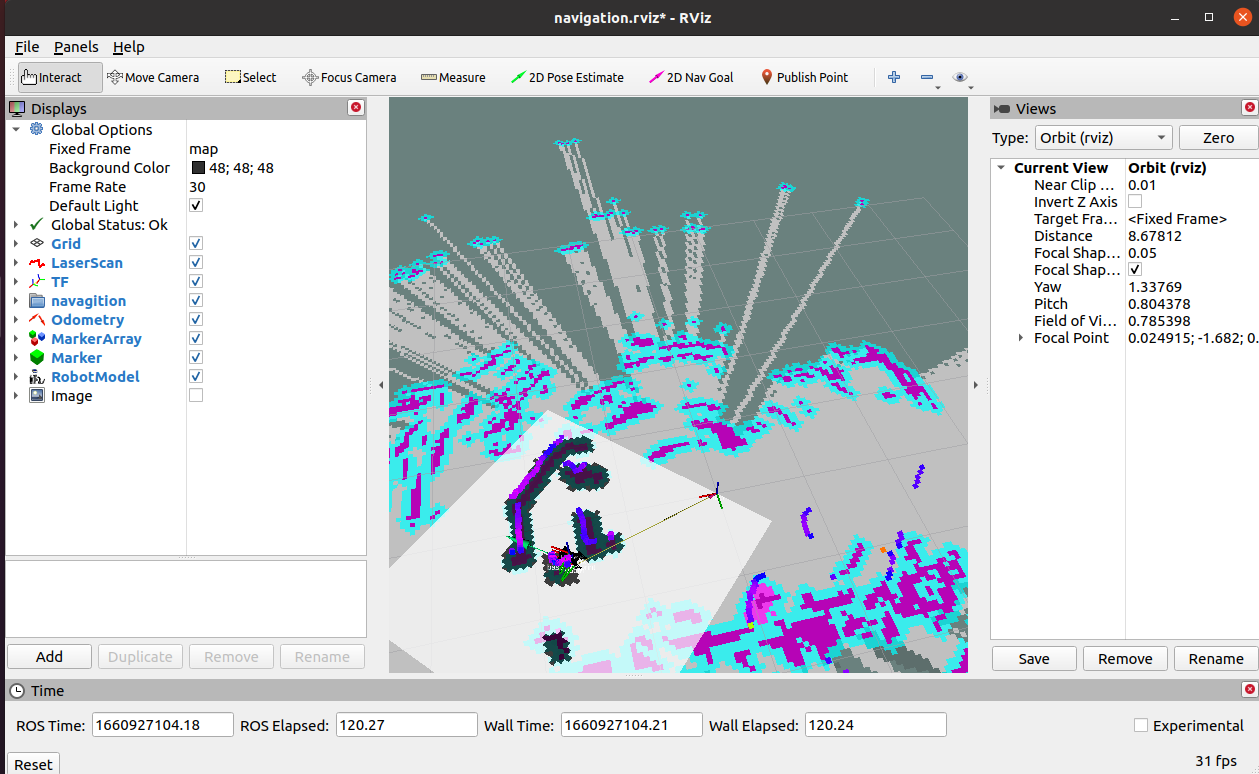 navigation.rviz* - RViz
File Panels Help
Interact Move Camera Select Focus Camera Measure 2D Pose Estimate 2D Nav Goal Publish Point
Displays
Global Options
Fixed Frame map
Background Color 48; 48; 48
Frame Rate 30
Default Light
Global Status: Ok
Grid
LaserScan
TF
navagition
Odometry
MarkerArray
Marker
RobotModel
Image
Add Duplicate Remove Rename
Views
Type: Orbit (rviz) Zero
Current View Orbit (rviz)
Near Clip ... 0.01
Invert Z Axis
Target Fra... <Fixed Frame>
Distance 8.67812
Focal Shap... 0.05
Focal Shap...
Yaw 1.33769
Pitch 0.804378
Field of Vi... 0.785398
Focal Point 0.024915; -1.682; 0.
Save Remove Rename
Time
ROS Time: 1660927104.18 ROS Elapsed: 120.27 Wall Time: 1660927104.21 Wall Elapsed: 120.24 Experimental
Reset 31 fps